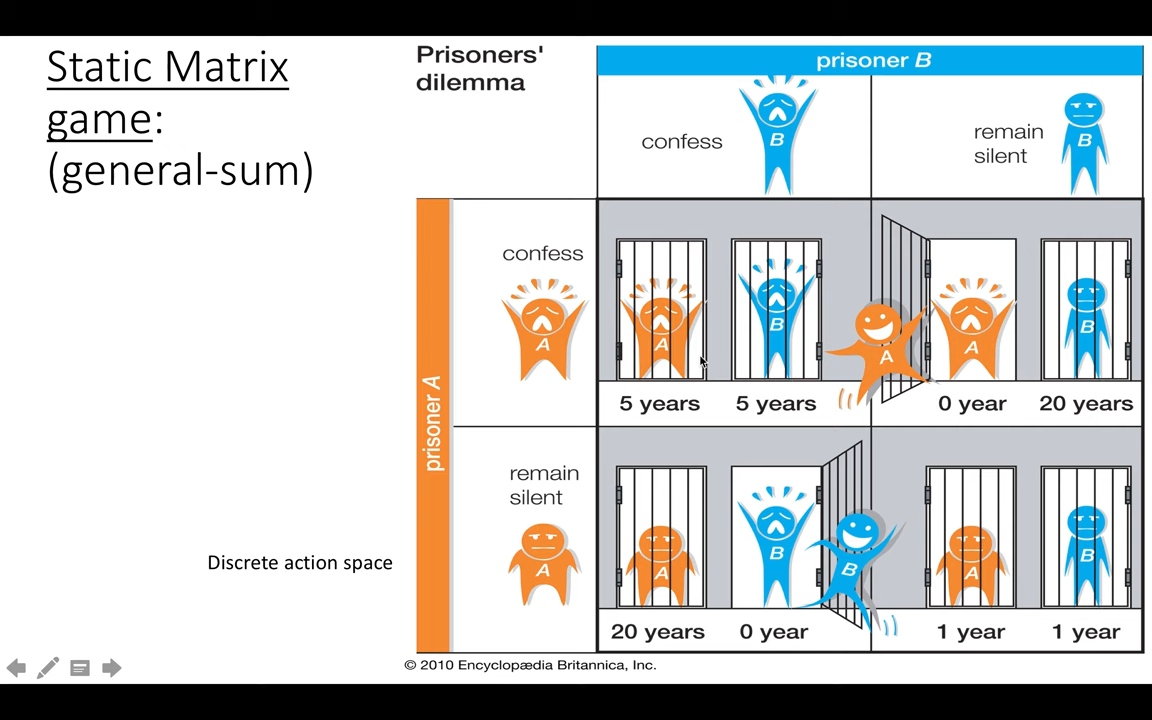 Static Matrix
game:
(general-sum)
Discrete action space
Prisoners'
dilemma
prisoner B
confess
B
remain
silent
B
prisoner A
confess
A
A
B
A
A
B
5 years
5 years
0 year
20 years
remain
silent
A
A
B
B
A
B
20 years
0 year
1 year
1 year
© 2010 Encyclopædia Britannica, Inc.